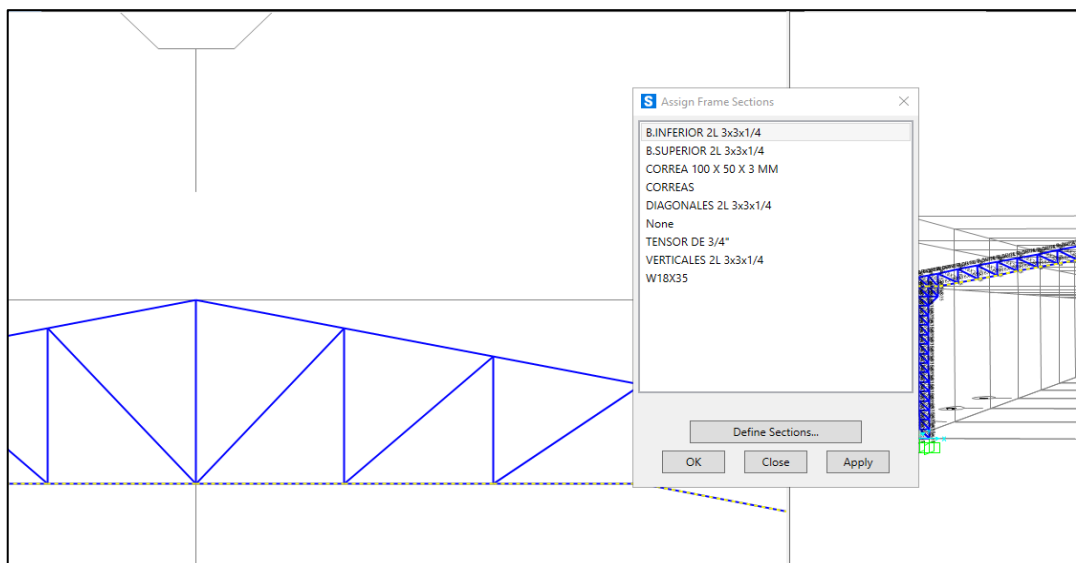 S Assign Frame Sections
B.INFERIOR 2L 3x3x1/4
B.SUPERIOR 2L 3x3x1/4
CORREA 100 X 50 X 3 MM
CORREAS
DIAGONALES 2L 3x3x1/4
None
TENSOR DE 3/4"
VERTICALES 2L 3x3x1/4
W18X35
Define Sections...
OK Close Apply